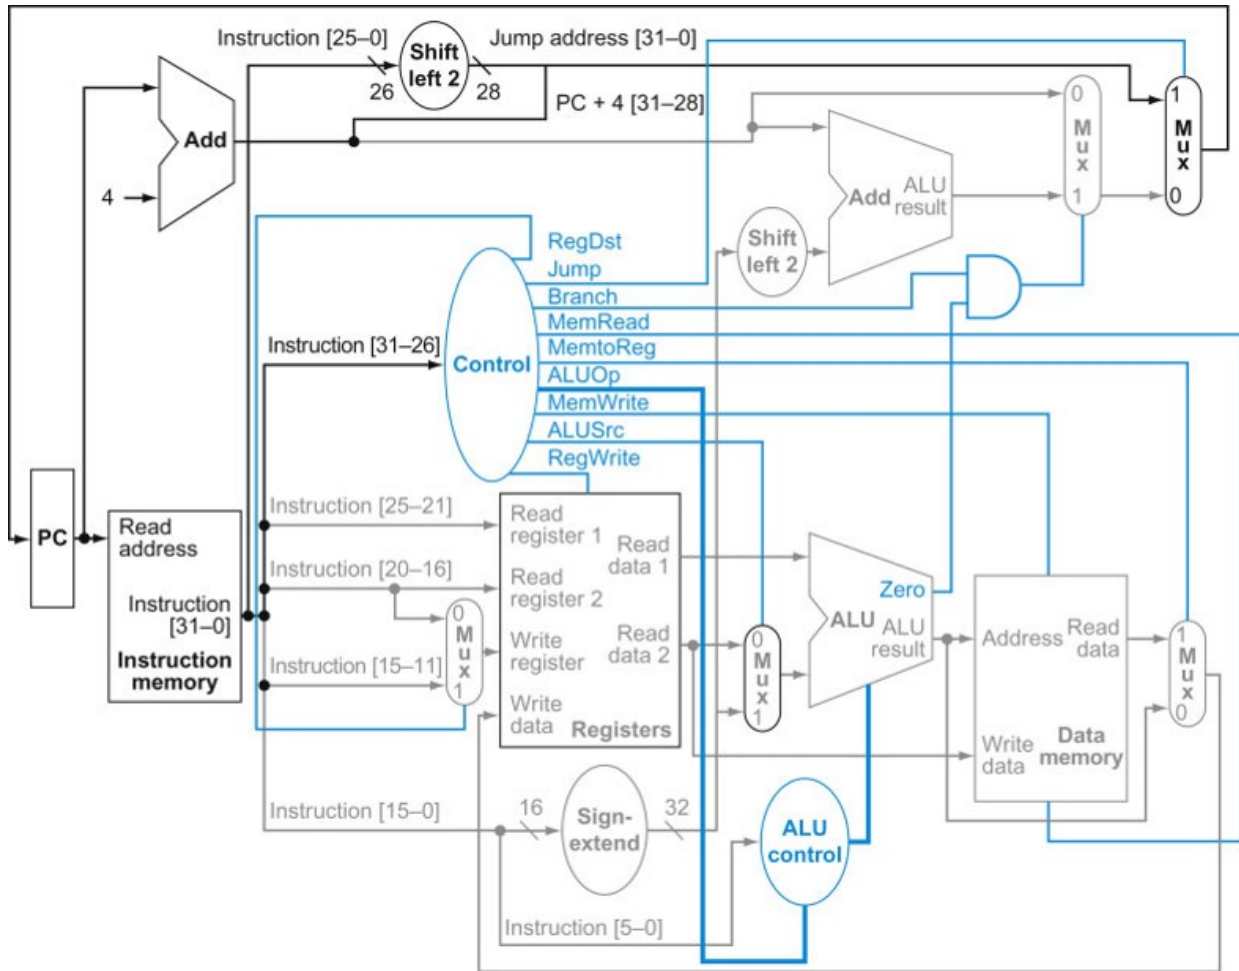 Instruction [25–0]
Shift
left 2
Jump address [31–0]
26
28
PC + 4 [31–28]
Add
4
0
M
u
x
1
1
M
u
x
0
Add
ALU
result
Shift
left 2
RegDst
Jump
Branch
MemRead
MemtoReg
ALUOp
MemWrite
ALUSrc
RegWrite
Control
Instruction [31–26]
PC
Read
address
Instruction
[31–0]
Instruction
memory
Instruction [25–21]
Instruction [20–16]
Instruction [15–11]
0
M
u
x
1
Read
register 1
Read
register 2
Write
register
Write
data
Read
data 1
Read
data 2
Registers
0
M
u
x
1
Zero
ALU
ALU
result
Address
Read
data
Write
data
Data
memory
1
M
u
x
0
Instruction [15–0]
16
Sign-
extend
32
ALU
control
Instruction [5–0]